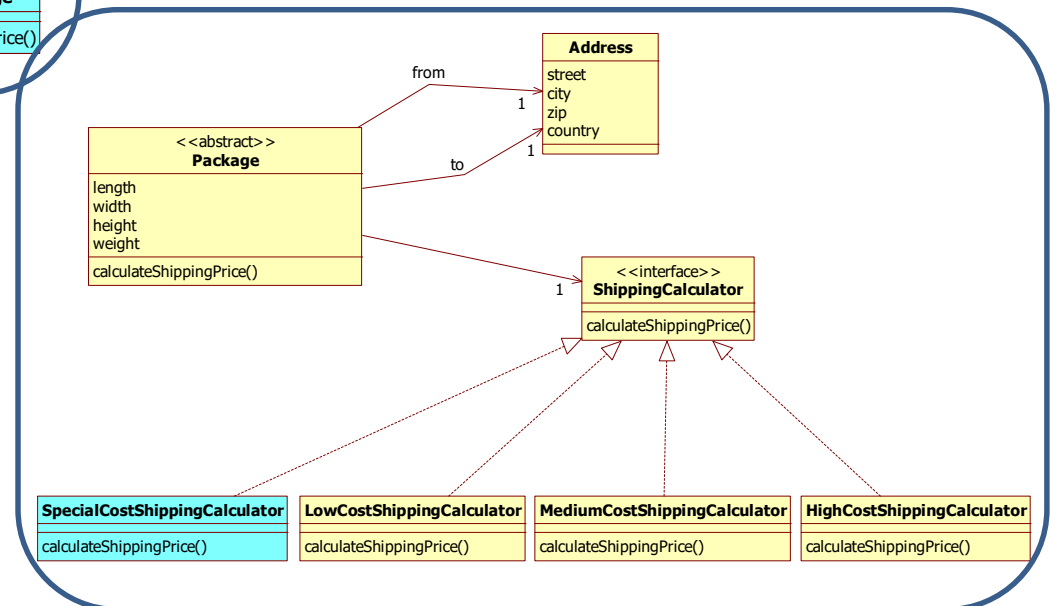 rice()
Address
street
city
zip
country
from
1
to
1
<<abstract>>
Package
length
width
height
weight
calculateShippingPrice()
1
<<interface>>
ShippingCalculator
calculateShippingPrice()
SpecialCostShippingCalculator
calculateShippingPrice()
LowCostShippingCalculator
calculateShippingPrice()
MediumCostShippingCalculator
calculateShippingPrice()
HighCostShippingCalculator
calculateShippingPrice()